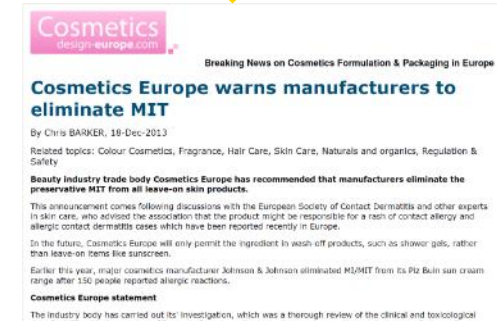 Cosmetics
design-europe.com
Breaking News on Cosmetics Formulation & Packaging in Europe
Cosmetics Europe warns manufacturers to
eliminate MIT
By Chris BARKER, 18-Dec-2013
Related topics: Colour Cosmetics, Fragrance, Hair Care, Skin Care, Naturals and organics, Regulation &
Safety
Beauty industry trade body Cosmetics Europe has recommended that manufacturers eliminate the
preservative MIT from all leave-on skin products.
This announcement comes following discussions with the European Society of Contact Dermatitis and other experts
in skin care, who advised the association that the product might be responsible for a rash of contact allergy and
allergic contact dermatitis cases which have been reported recently in Europe.
In the future, Cosmetics Europe will only permit the ingredient in wash-off products, such as shower gels, rather
than leave-on items like sunscreen.
Earlier this year, major cosmetics manufacturer Johnson & Johnson eliminated MI/MIT from its Piz Buin sun cream
range after 150 people reported allergic reactions.
Cosmetics Europe statement
The industry body has carried out its' investigation, which was a thorough review of the clinical and toxicological